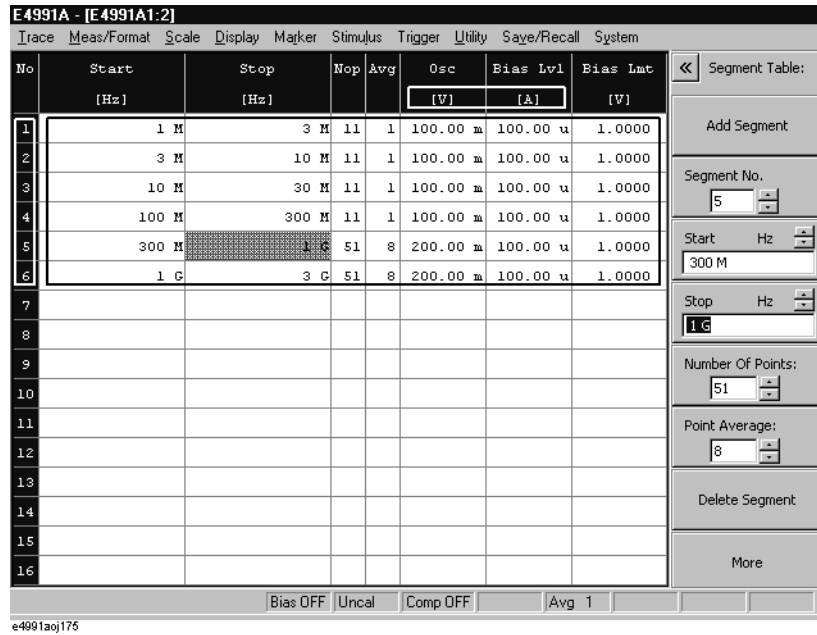 E4991A - [E4991A1:2]
Trace Meas/Format Scale Display Marker Stimulus Trigger Utility Save/Recall System
No Start Stop Nop Avg Osc Bias Lvl Bias Lmt
[Hz] [Hz] [V] [A] [V]
1 1 M 3 M 11 1 100.00 m 100.00 u 1.0000
2 3 M 10 M 11 1 100.00 m 100.00 u 1.0000
3 10 M 30 M 11 1 100.00 m 100.00 u 1.0000
4 100 M 300 M 11 1 100.00 m 100.00 u 1.0000
5 300 M 1 G 51 8 200.00 m 100.00 u 1.0000
6 1 G 3 G 51 8 200.00 m 100.00 u 1.0000
7
8
9
10
11
12
13
14
15
16
« Segment Table:
Add Segment
Segment No.
5
Start Hz
300 M
Stop Hz
1 G
Number Of Points:
51
Point Average:
8
Delete Segment
More
Bias OFF Uncal Comp OFF Avg 1
e4991aoj175